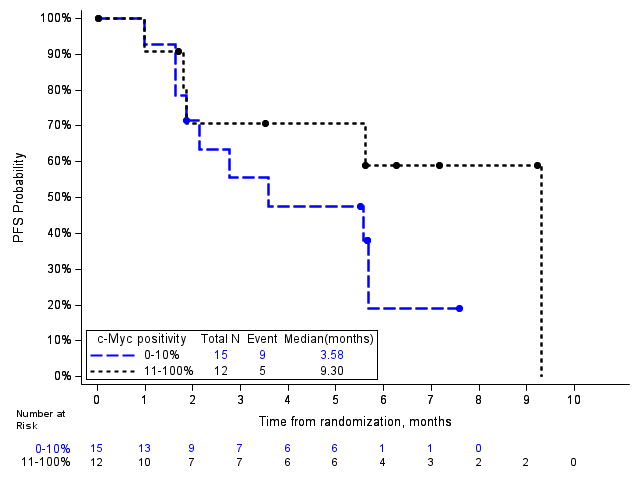 100%
90%
80%
70%
60%
50%
40%
30%
20%
10%
0%
PFS Probability
c-Myc positivity Total N Event Median(months)
0-10% 15 9 3.58
11-100% 12 5 9.30
0 1 2 3 4 5 6 7 8 9 10
Time from randomization, months
Number at
Risk
0-10% 15 13 9 7 6 6 1 1 0
11-100% 12 10 7 7 6 6 4 3 2 2 0